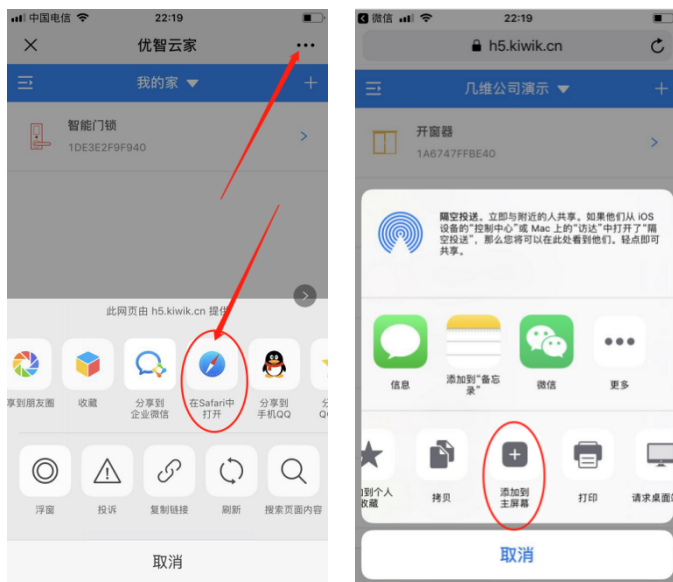 中国电信 22:19
优智云家
我的家
智能门锁
1DE3E2F9F940
此网页由 h5.kiwik.cn 提供
享到朋友圈 收藏 分享到企业微信 在Safari中打开 分享到手机QQ
浮窗 投诉 复制链接 刷新 搜索页面内容
取消
微信 22:19
h5.kiwik.cn
几维公司演示
开窗器
1A6747FFBE40
隔空投送。立即与附近的人共享。如果他们从 iOS
设备的“控制中心”或 Mac 上的“访达”中打开了“隔
空投送”，那么您将可以在此处看到他们。轻点即可
共享。
信息 添加到“备忘录” 微信 更多
到个人收藏 拷贝 添加到主屏幕 打印 请求桌面
取消